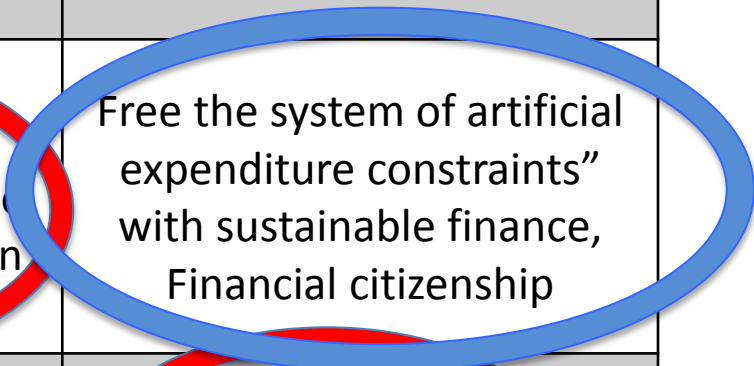 Free the system of artificial
expenditure constraints”
with sustainable finance,
Financial citizenship